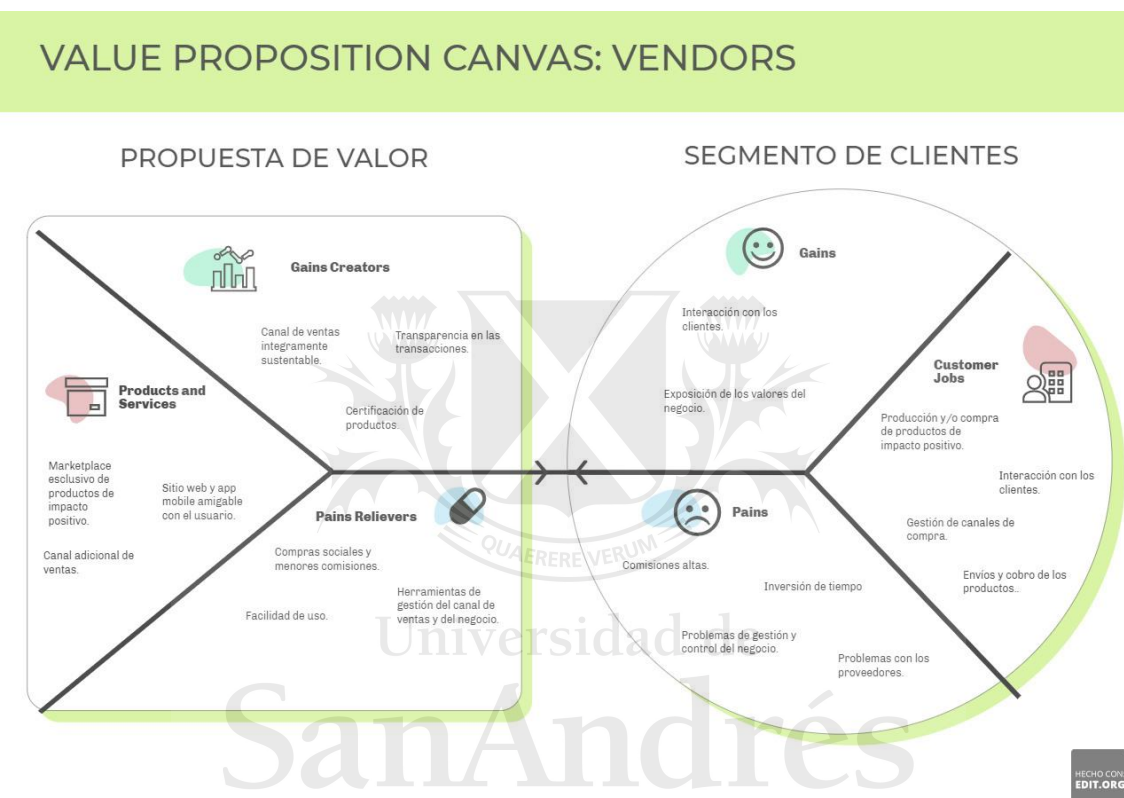 VALUE PROPOSITION CANVAS: VENDORS
PROPUESTA DE VALOR
Gains Creators
Canal de ventas
integramente
sustentable.
Transparencia en las
transacciones.
Certificación de
productos.
Products and
Services
Marketplace
esclusivo de
productos de
impacto
positivo.
Sitio web y app
mobile amigable
con el usuario.
Canal adicional de
ventas.
Pains Relievers
Compras sociales y
menores comisiones.
Herramientas de
gestión del canal de
ventas y del negocio.
Facilidad de uso.
SEGMENTO DE CLIENTES
Gains
Interacción con los
clientes.
Exposición de los valores del
negocio.
Customer
Jobs
Producción y/o compra
de productos de
impacto positivo.
Interacción con los
clientes.
Gestión de canales de
compra.
Envíos y cobro de los
productos..
Pains
Comisiones altas.
Inversión de tiempo
Problemas de gestión y
control del negocio.
Problemas con los
proveedores.
QUAERERE VERUM
Universidad de
SanAndrés
HECHO CON:
EDIT.ORG